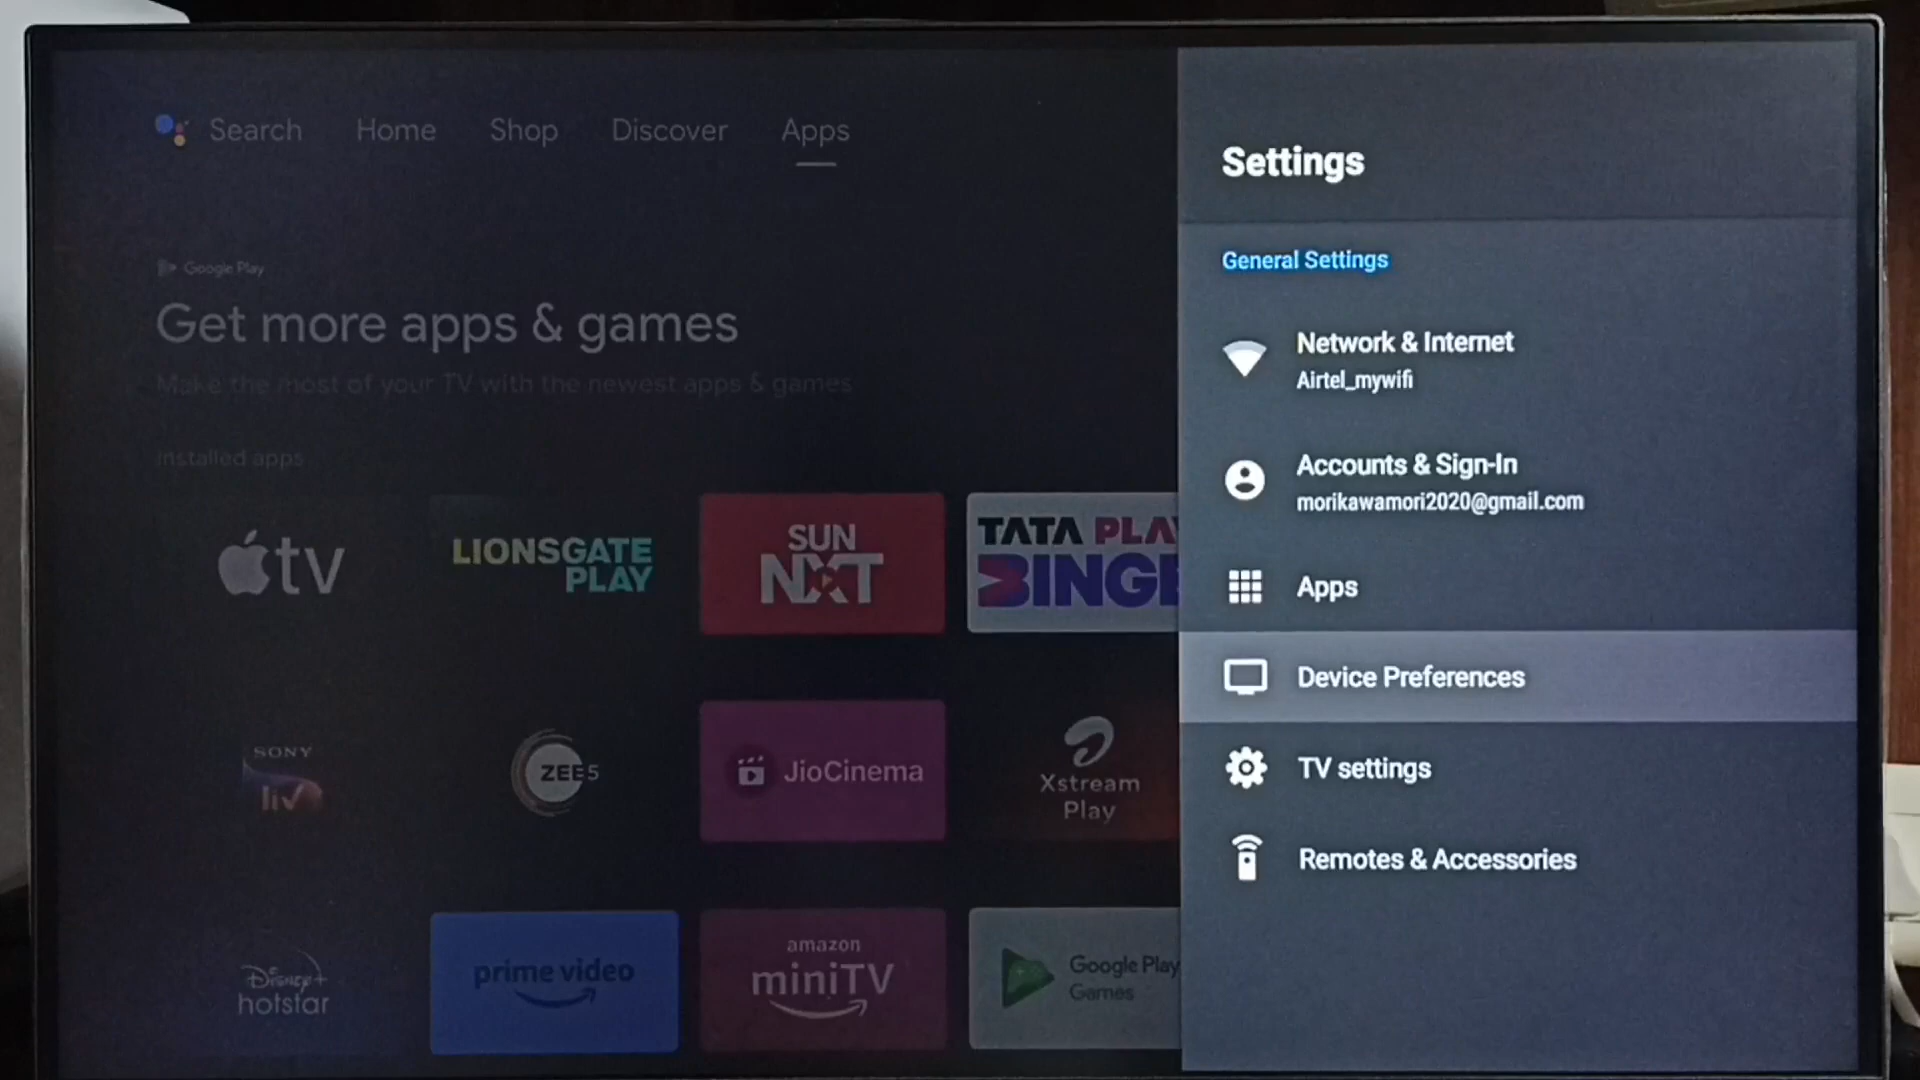 Search Home Shop Discover Apps
Google Play
Get more apps & games
Make the most of your TV with the newest apps & games
Installed apps
tv
LIONSGATE
PLAY
SUN
NXT
TATA PLAY
BINGE
SONY
liv
ZEE5
JioCinema
Xstream
Play
Disney+
hotstar
prime video
amazon
miniTV
Google Play
Games
Settings
General Settings
Network & Internet
Airtel_mywifi
Accounts & Sign-In
morikawamori2020@gmail.com
Apps
Device Preferences
TV settings
Remotes & Accessories